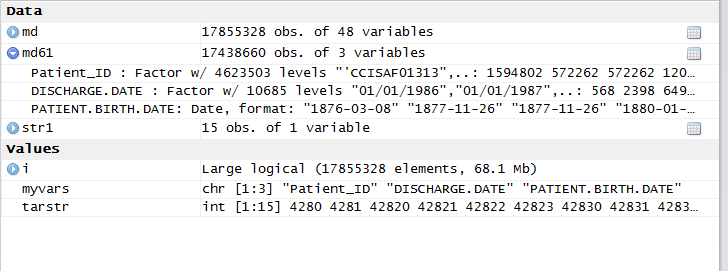 Data
md 17855328 obs. of 48 variables
md61 17438660 obs. of 3 variables
Patient_ID : Factor w/ 4623503 levels "'CCISAF01313",..: 1594802 572262 572262 120...
DISCHARGE.DATE : Factor w/ 10685 levels "01/01/1986","01/01/1987",..: 568 2398 649...
PATIENT.BIRTH.DATE: Date, format: "1876-03-08" "1877-11-26" "1877-11-26" "1880-01-...
str1 15 obs. of 1 variable
Values
i Large logical (17855328 elements, 68.1 Mb)
myvars chr [1:3] "Patient_ID" "DISCHARGE.DATE" "PATIENT.BIRTH.DATE"
tarstr int [1:15] 4280 4281 42820 42821 42822 42823 42830 42831 4283...